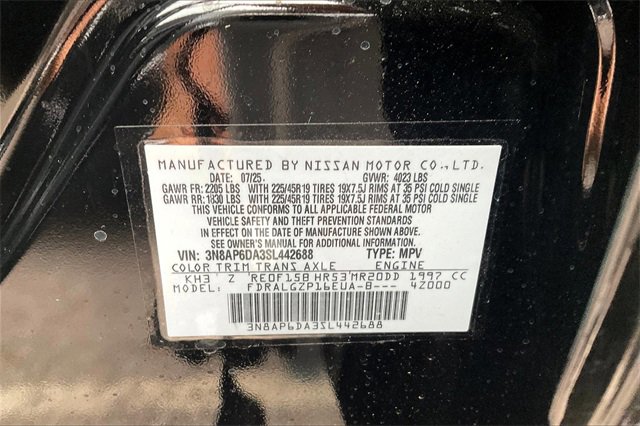 MANUFACTURED BY NISSAN MOTOR CO., LTD.
DATE: 07/25 GVWR: 4023 LBS
GAWR FR: 2205 LBS WITH 225/45R19 TIRES 19X7.5J RIMS AT 35 PSI COLD SINGLE
GAWR RR: 1830 LBS WITH 225/45R19 TIRES 19X7.5J RIMS AT 35 PSI COLD SINGLE
THIS VEHICLE CONFORMS TO ALL APPLICABLE FEDERAL MOTOR
VEHICLE SAFETY AND THEFT PREVENTION STANDARDS
IN EFFECT ON THE DATE OF MANUFACTURE SHOWN ABOVE.
SEE OWNER'S MANUAL FOR ADDITIONAL INFORMATION.
VIN: 3N8AP6DA3SL442688 TYPE: MPV
COLOR TRIM TRANS AXLE ENGINE
KH3 Z RE0F15B HR53 MR20DD 1997 CC
MODEL: FDRALGZP16EUA-B--- 4Z000
3N8AP6DA3SL442688